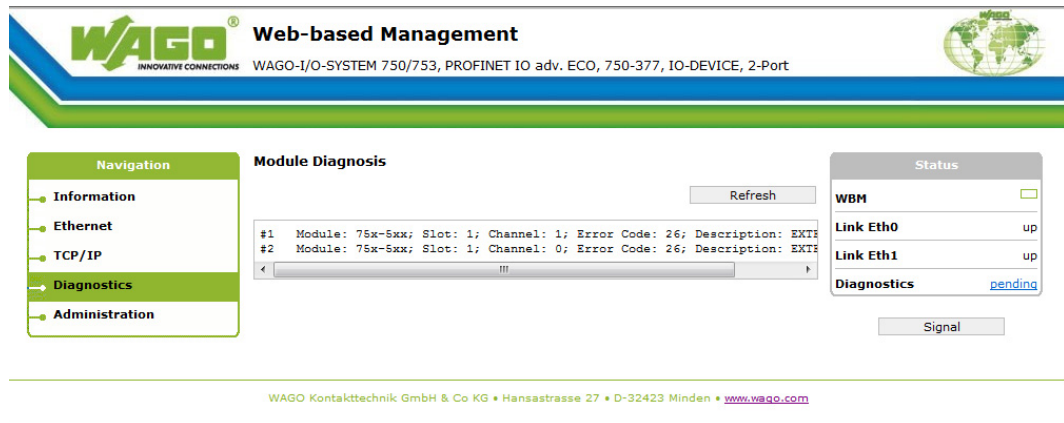 WAGO®
INNOVATIVE CONNECTIONS
Web-based Management
WAGO-I/O-SYSTEM 750/753, PROFINET IO adv. ECO, 750-377, IO-DEVICE, 2-Port
WAGO
Navigation
Information
Ethernet
TCP/IP
Diagnostics
Administration
Module Diagnosis
Refresh
#1 Module: 75x-5xx; Slot: 1; Channel: 1; Error Code: 26; Description: EXTE
#2 Module: 75x-5xx; Slot: 1; Channel: 0; Error Code: 26; Description: EXTE
Status
WBM
Link Eth0 up
Link Eth1 up
Diagnostics pending
Signal
WAGO Kontakttechnik GmbH & Co KG • Hansastrasse 27 • D-32423 Minden • www.wago.com